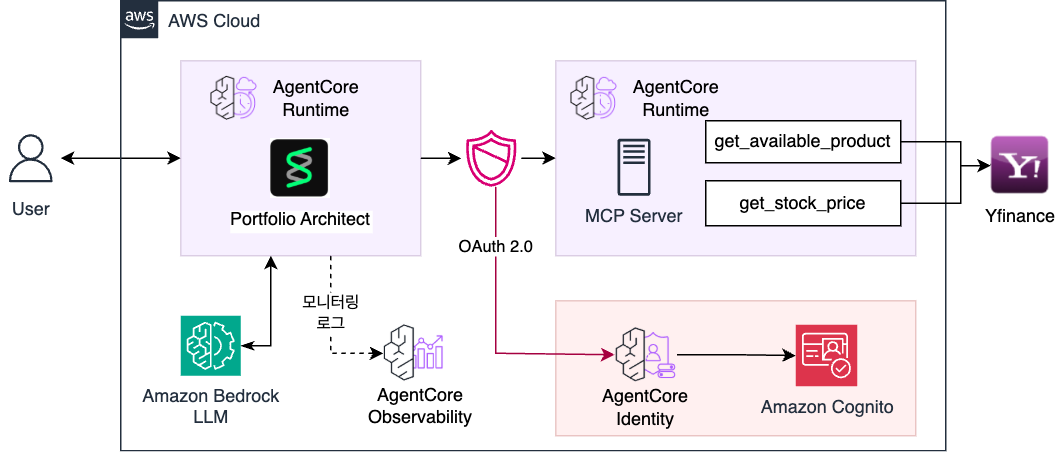 aws
AWS Cloud
AgentCore
Runtime
Portfolio Architect
User
OAuth 2.0
AgentCore
Runtime
MCP Server
get_available_product
get_stock_price
Y!
Yfinance
모니터링
로그
Amazon Bedrock
LLM
AgentCore
Observability
AgentCore
Identity
Amazon Cognito